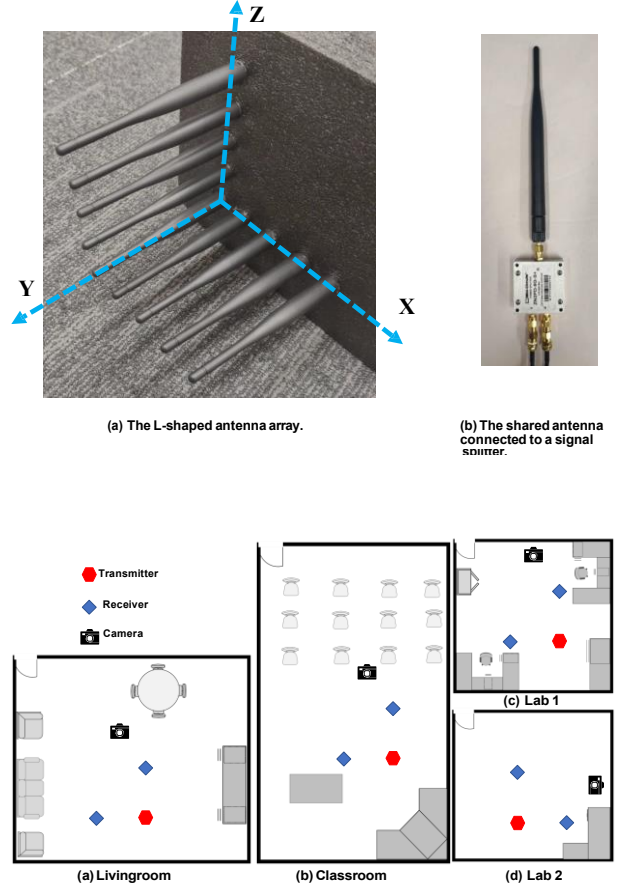 Z
Y
X
(a) The L-shaped antenna array.
(b) The shared antenna
connected to a signal
splitter.
Transmitter
Receiver
Camera
(a) Livingroom
(b) Classroom
(c) Lab 1
(d) Lab 2